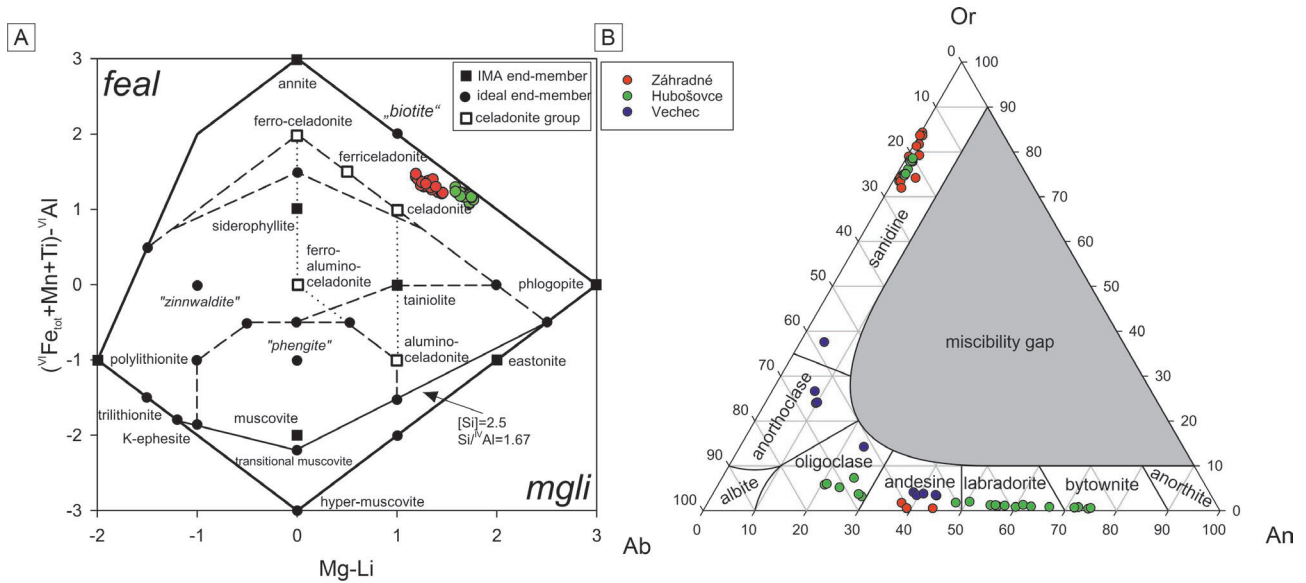 A
feal
mgli
3
2
1
0
-1
-2
-3
-2
-1
0
1
2
3
(ⱽᴵFeₜₒₜ+Mn+Ti)-ⱽᴵAl
Mg-Li
IMA end-member
ideal end-member
celadonite group
annite
„biotite“
ferro-celadonite
ferriceladonite
celadonite
siderophyllite
ferro-
alumino-
celadonite
phlogopite
"zinnwaldite"
tainiolite
"phengite"
alumino-
celadonite
polylithionite
eastonite
trilithionite
K-ephesite
muscovite
transitional muscovite
[Si]=2.5
Si/ᴵⱽAl=1.67
hyper-muscovite
B
Záhradné
Hubošovce
Vechec
Or
Ab
An
0
10
20
30
40
50
60
70
80
90
100
90
80
70
60
50
40
30
20
10
0
0
10
20
30
40
50
60
70
80
90
100
sanidine
miscibility gap
anorthoclase
oligoclase
albite
andesine
labradorite
bytownite
anorthite